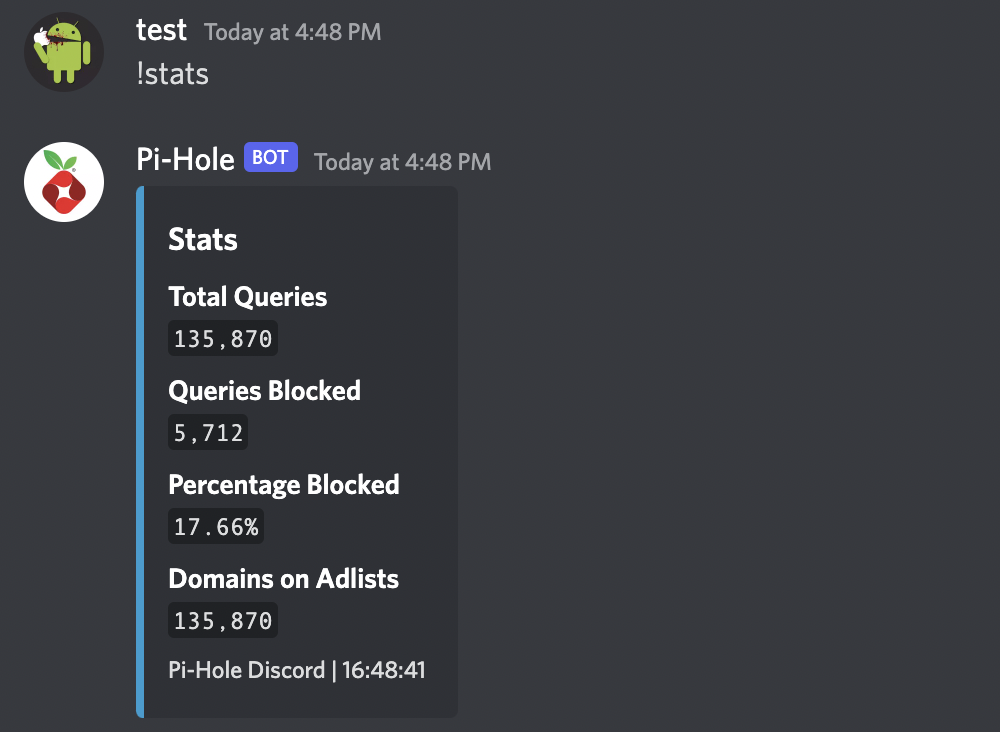 test Today at 4:48 PM
!stats
Pi-Hole BOT Today at 4:48 PM
Stats
Total Queries
135,870
Queries Blocked
5,712
Percentage Blocked
17.66%
Domains on Adlists
135,870
Pi-Hole Discord | 16:48:41